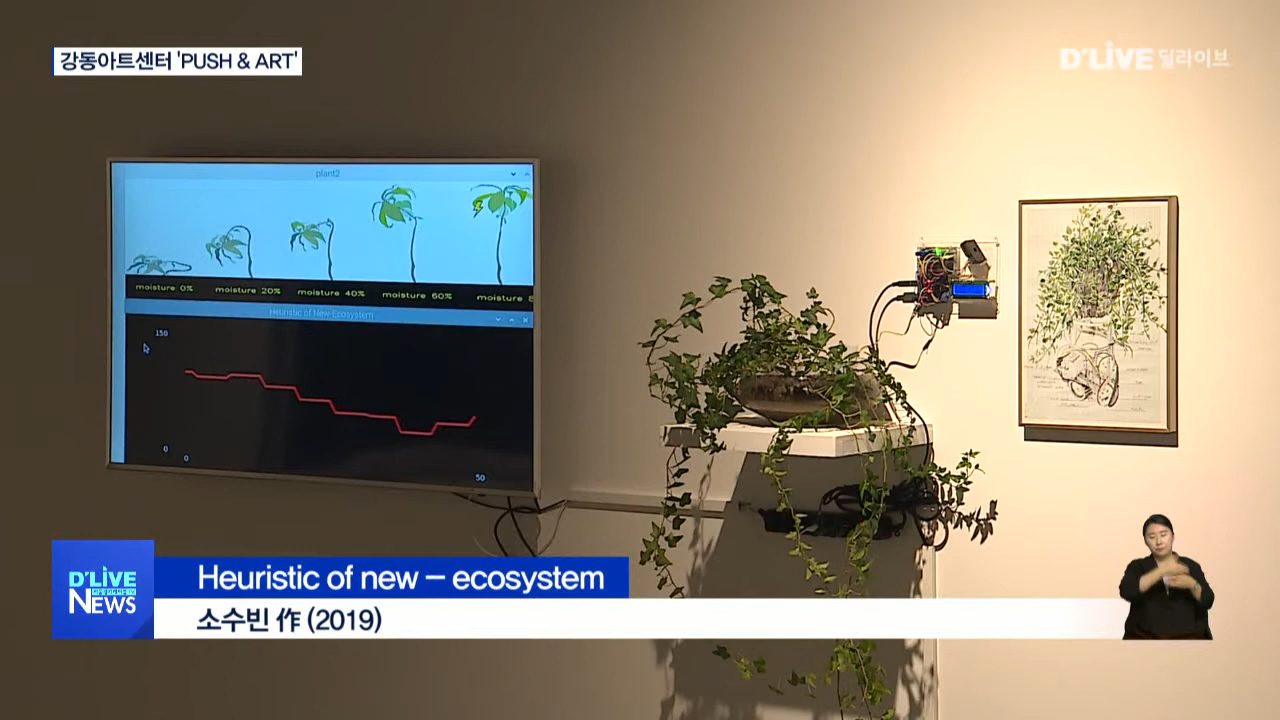 강동아트센터 'PUSH & ART'
D'LIVE 딜라이브
plant2
moisture 0% moisture 20% moisture 40% moisture 60% moisture 8
Heuristic of New-Ecosystem
150
0
0
50
D'LIVE
NEWS
Heuristic of new – ecosystem
소수빈 作 (2019)